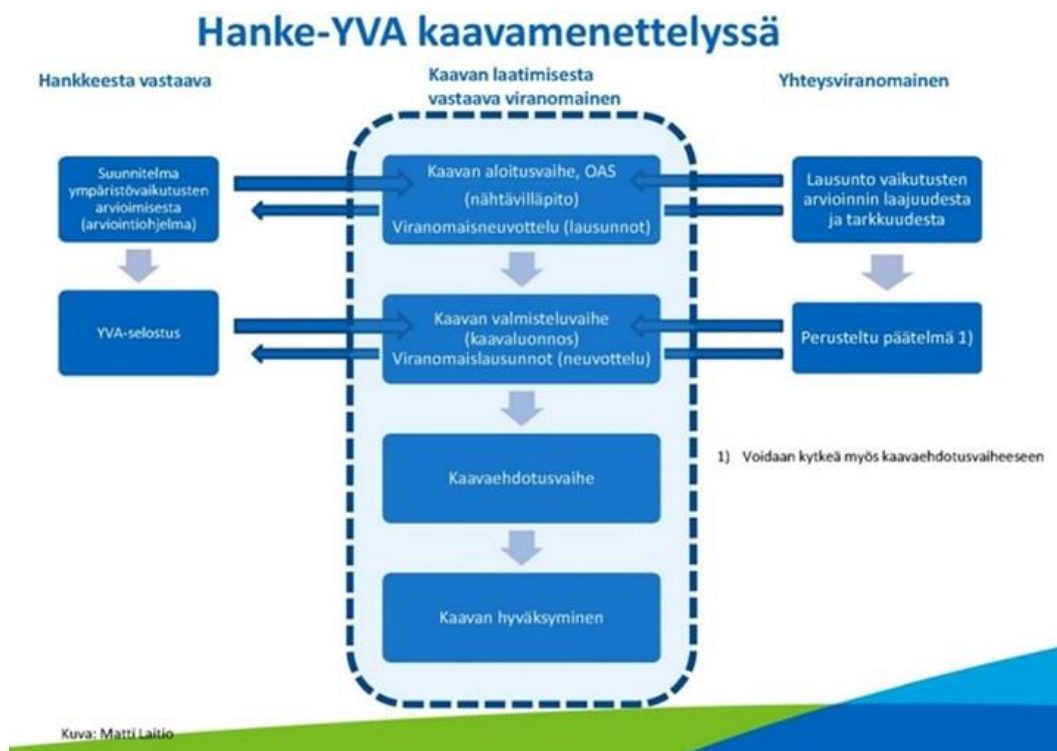 Hanke-YVA kaavamenettelyssä
Hankkeesta vastaava
Kaavan laatimisesta
vastaava viranomainen
Yhteysviranomainen
Suunnitelma
ympäristövaikutusten
arvioimisesta
(arviointiohjelma)
Kaavan aloitusvaihe, OAS
(nähtävilläpito)
Viranomaisneuvottelu (lausunnot)
Lausunto vaikutusten
arvioinnin laajuudesta
ja tarkkuudesta
YVA-selostus
Kaavan valmisteluvaihe
(kaavaluonnos)
Viranomaislausunnot (neuvottelu)
Perusteltu päätelmä 1)
1) Voidaan kytkeä myös kaavaehdotusvaiheeseen
Kaavaehdotusvaihe
Kaavan hyväksyminen
Kuva: Matti Laitio